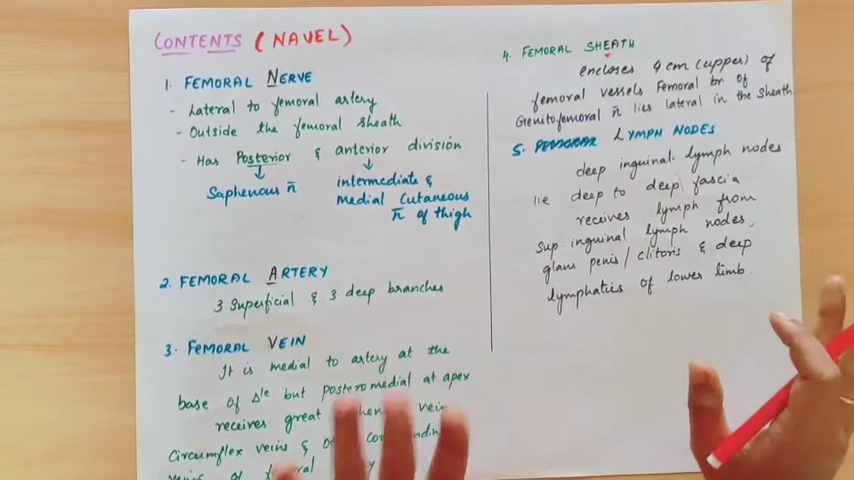 CONTENTS (NAVEL)
1. FEMORAL NERVE
- Lateral to femoral artery
- Outside the femoral sheath
- Has Posterior & anterior division
↓ ↓
Saphenous n̄ intermediate &
Medial Cutaneous
n̄ of thigh
2. FEMORAL ARTERY
3 Superficial & 3 deep branches
3. FEMORAL VEIN
It is medial to artery at the
base of Δle but posteromedial at apex
receives great vein
Circumflex veins &
of
4. FEMORAL SHEATH
encloses 4 cm (upper) of
femoral vessels Femoral br of
Genitofemoral n̄ lies lateral in the sheath.
5. LYMPH NODES
deep inguinal lymph nodes
lie deep to deep fascia
receives lymph from
sup. inguinal lymph nodes,
glans penis/clitoris & deep
lymphatics of lower limb